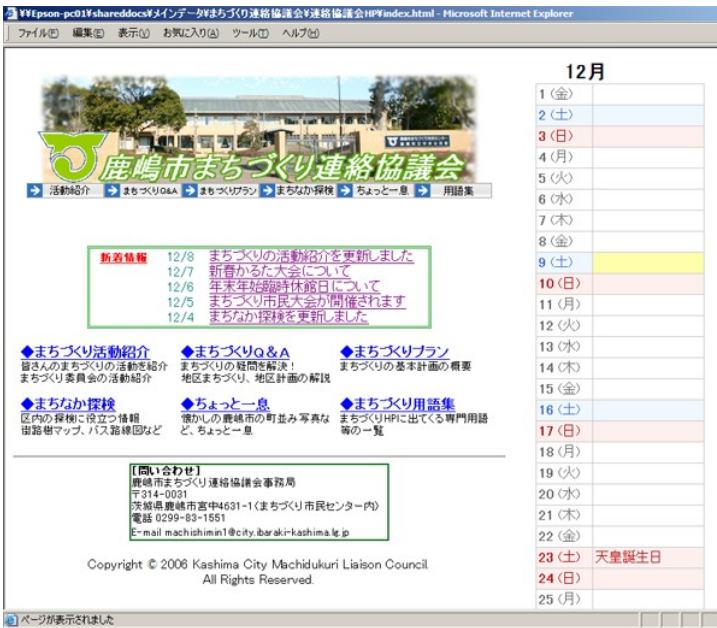 ¥¥Epson-pc01¥shareddocs¥メインデータ¥まちづくり連絡協議会¥連絡協議会HP¥index.html - Microsoft Internet Explorer
ファイル(F) 編集(E) 表示(V) お気に入り(A) ツール(T) ヘルプ(H)
鹿嶋市まちづくり連絡協議会
活動紹介 まちづくりQ&A まちづくりプラン まちなか探検 ちょっと一息 用語集
新着情報 12/8 まちづくりの活動紹介を更新しました
12/7 新春かるた大会について
12/6 年末年始臨時休館日について
12/5 まちづくり市民大会が開催されます
12/4 まちなか探検を更新しました
◆まちづくり活動紹介
皆さんのまちづくりの活動を紹介
まちづくり委員会の活動紹介
◆まちづくりQ&A
まちづくりの疑問を解決!
地区まちづくり、地区計画の解説
◆まちづくりプラン
まちづくりの基本計画の概要
◆まちなか探検
区内の探検に役立つ情報
街路樹マップ、バス路線図など
◆ちょっと一息
懐かしの鹿嶋市の町並み写真な
ど、ちょっと一息
◆まちづくり用語集
まちづくりHPに出てくる専門用語
等の一覧
【問い合わせ】
鹿嶋市まちづくり連絡協議会事務局
〒314-0031
茨城県鹿嶋市宮中4631-1(まちづくり市民センター内)
電話 0299-83-1551
E-mail machishimin1@city.ibaraki-kashima.lg.jp
Copyright © 2006 Kashima City Machidukuri Liaison Council.
All Rights Reserved.
12月
1(金)
2(土)
3(日)
4(月)
5(火)
6(水)
7(木)
8(金)
9(土)
10(日)
11(月)
12(火)
13(水)
14(木)
15(金)
16(土)
17(日)
18(月)
19(火)
20(水)
21(木)
22(金)
23(土) 天皇誕生日
24(日)
25(月)
ページが表示されました